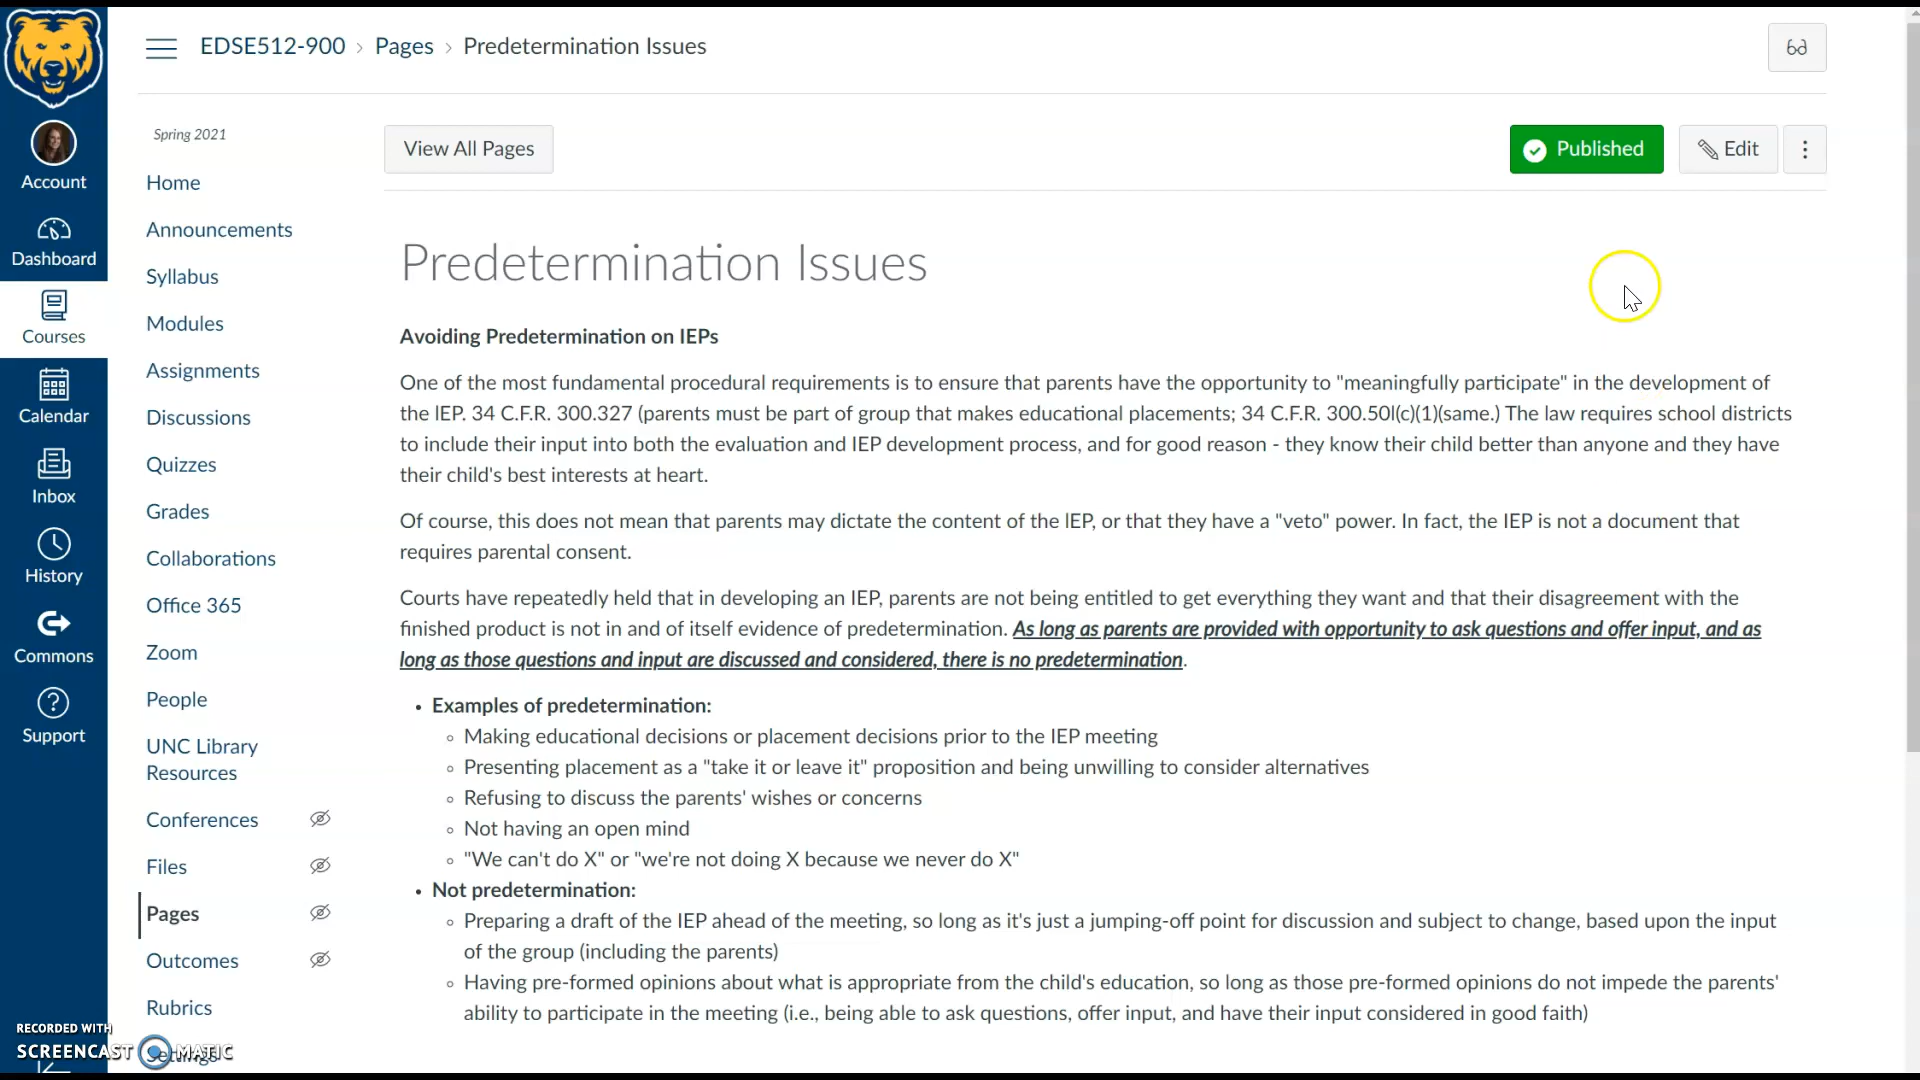 EDSE512-900 › Pages › Predetermination Issues
Account
Dashboard
Courses
Calendar
Inbox
History
Commons
Support
Spring 2021
Home
Announcements
Syllabus
Modules
Assignments
Discussions
Quizzes
Grades
Collaborations
Office 365
Zoom
People
UNC Library
Resources
Conferences
Files
Pages
Outcomes
Rubrics
Settings
View All Pages
Published
Edit
Predetermination Issues
Avoiding Predetermination on IEPs
One of the most fundamental procedural requirements is to ensure that parents have the opportunity to "meaningfully participate" in the development of
the IEP. 34 C.F.R. 300.327 (parents must be part of group that makes educational placements; 34 C.F.R. 300.50l(c)(1)(same.) The law requires school districts
to include their input into both the evaluation and IEP development process, and for good reason - they know their child better than anyone and they have
their child's best interests at heart.
Of course, this does not mean that parents may dictate the content of the IEP, or that they have a "veto" power. In fact, the IEP is not a document that
requires parental consent.
Courts have repeatedly held that in developing an IEP, parents are not being entitled to get everything they want and that their disagreement with the
finished product is not in and of itself evidence of predetermination. As long as parents are provided with opportunity to ask questions and offer input, and as
long as those questions and input are discussed and considered, there is no predetermination.
• Examples of predetermination:
◦ Making educational decisions or placement decisions prior to the IEP meeting
◦ Presenting placement as a "take it or leave it" proposition and being unwilling to consider alternatives
◦ Refusing to discuss the parents' wishes or concerns
◦ Not having an open mind
◦ "We can't do X" or "we're not doing X because we never do X"
• Not predetermination:
◦ Preparing a draft of the IEP ahead of the meeting, so long as it's just a jumping-off point for discussion and subject to change, based upon the input
of the group (including the parents)
◦ Having pre-formed opinions about what is appropriate from the child's education, so long as those pre-formed opinions do not impede the parents'
ability to participate in the meeting (i.e., being able to ask questions, offer input, and have their input considered in good faith)
RECORDED WITH
SCREENCAST MATIC